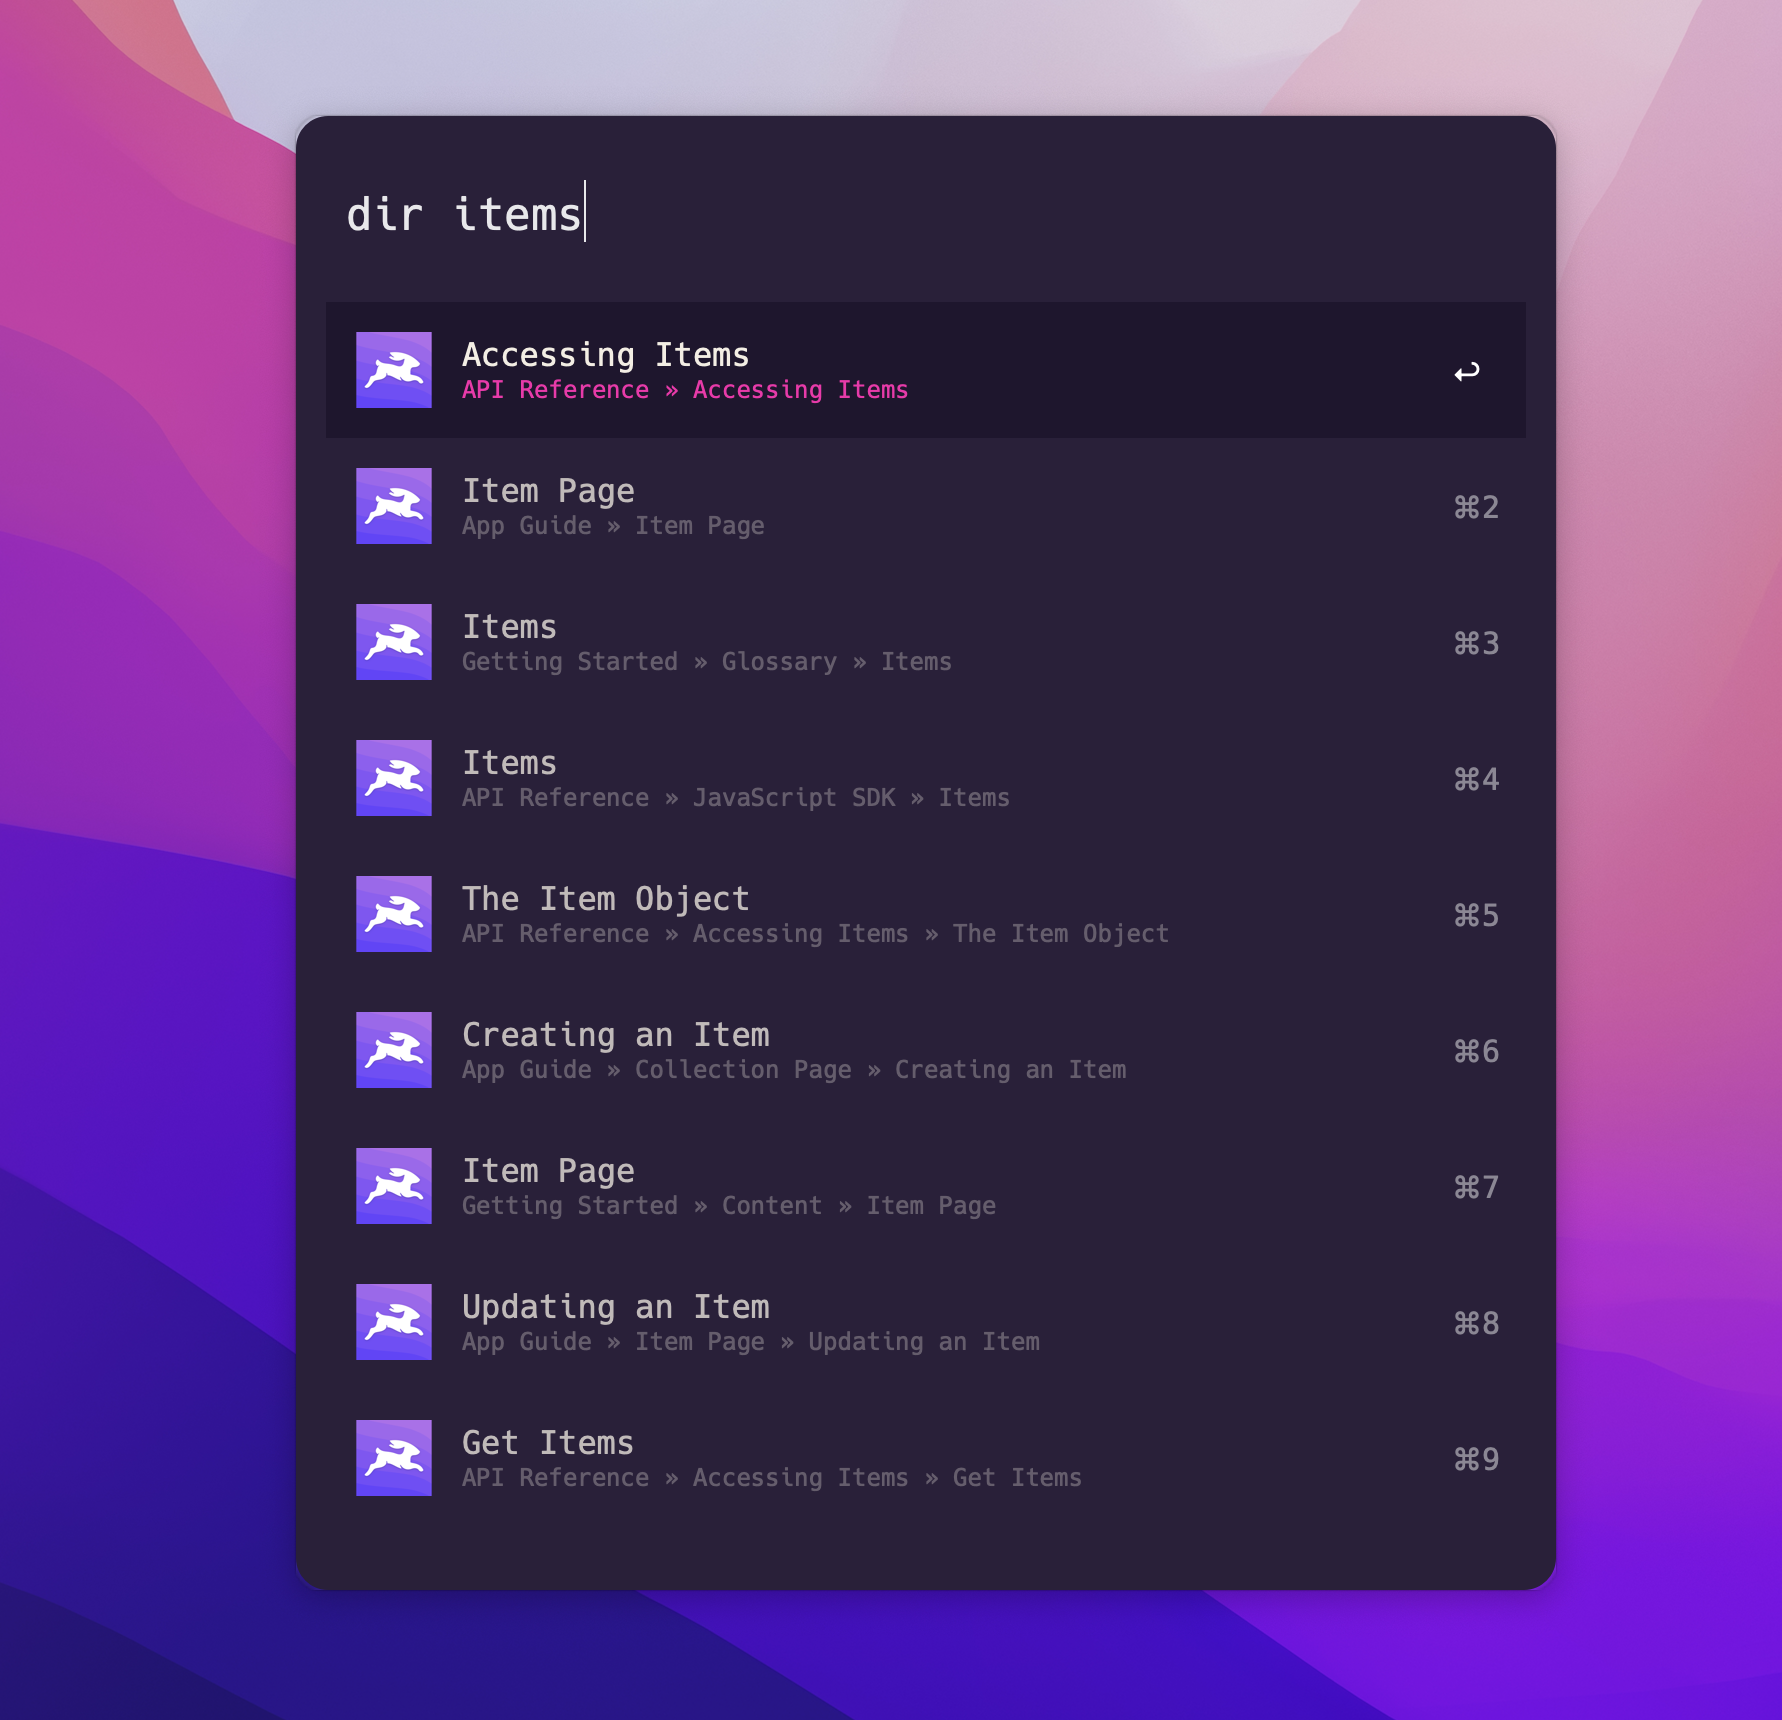 dir items
Accessing Items
API Reference » Accessing Items
↩
Item Page
App Guide » Item Page
⌘2
Items
Getting Started » Glossary » Items
⌘3
Items
API Reference » JavaScript SDK » Items
⌘4
The Item Object
API Reference » Accessing Items » The Item Object
⌘5
Creating an Item
App Guide » Collection Page » Creating an Item
⌘6
Item Page
Getting Started » Content » Item Page
⌘7
Updating an Item
App Guide » Item Page » Updating an Item
⌘8
Get Items
API Reference » Accessing Items » Get Items
⌘9